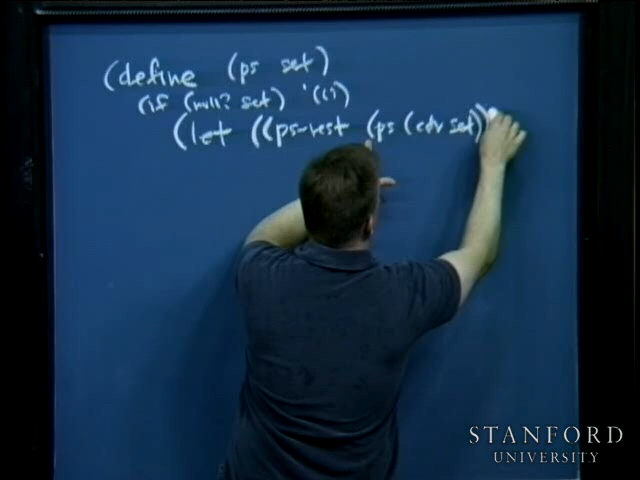 (define (ps set)
(if (null? set) '(())
(let ((ps-rest (ps (cdr set))
STANFORD
UNIVERSITY